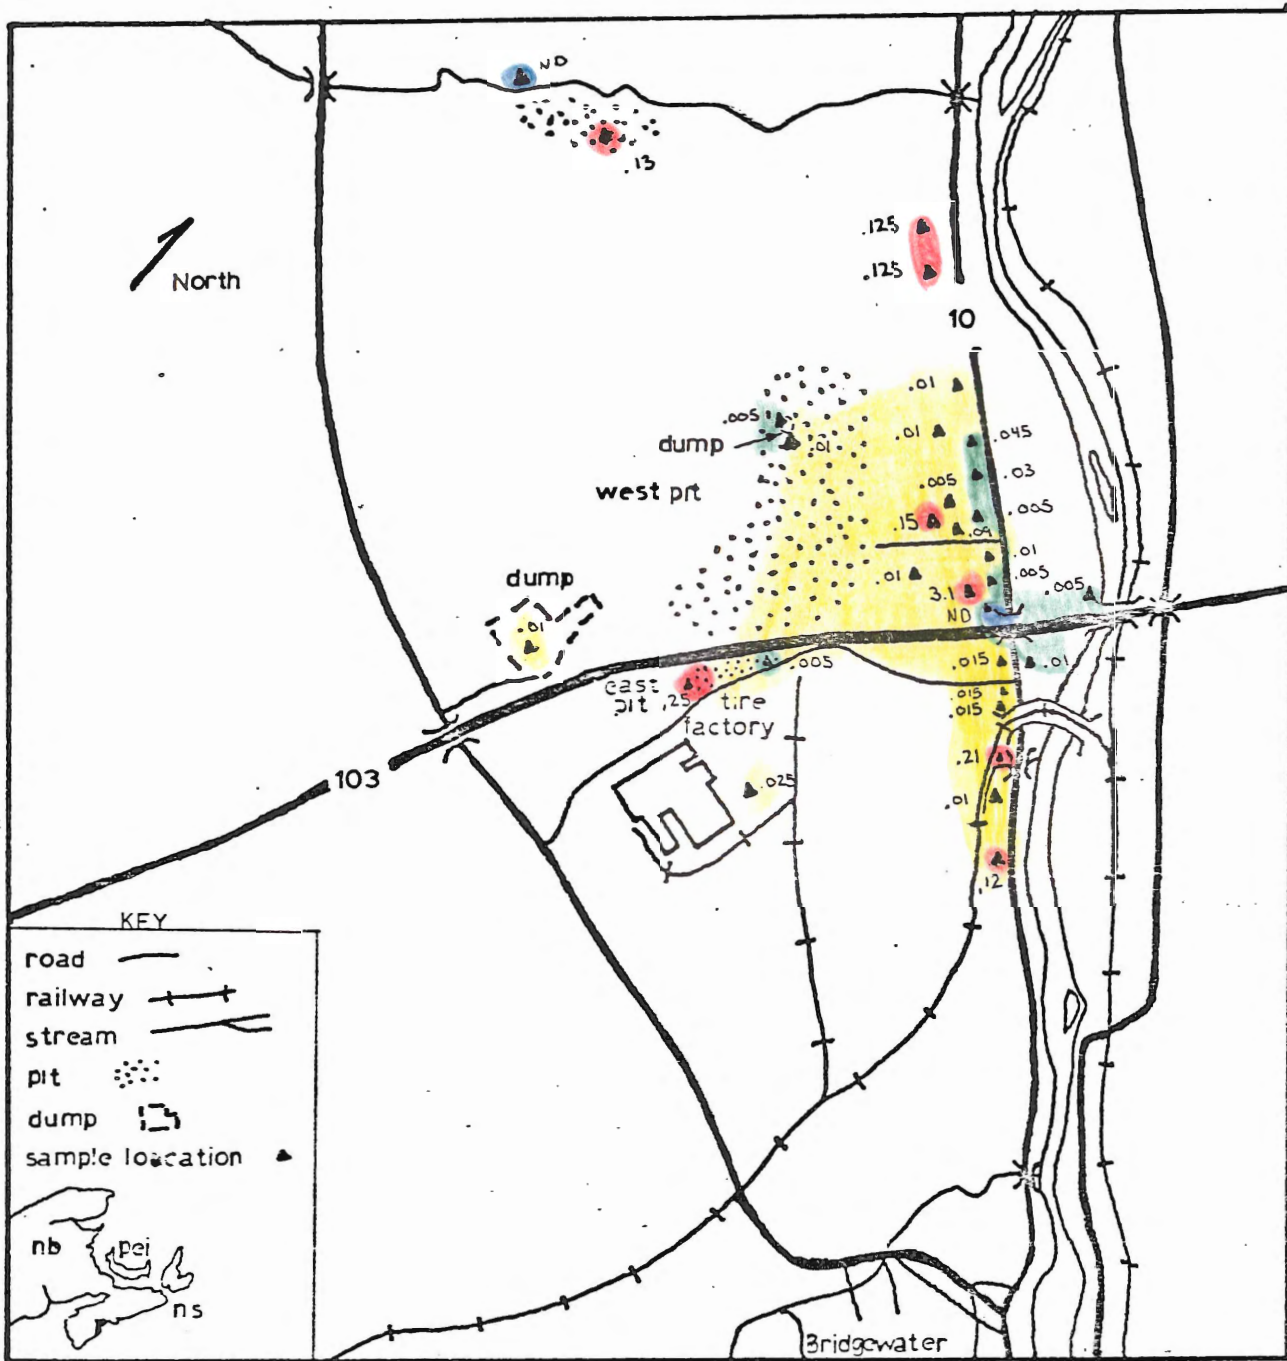 ND
.13
North
.125
.125
10
.01
.005
.01
.045
dump
.01
.03
west pit
.005
.15
.09
.005
.01
dump
.01
.005
.005
3.1
ND
.01
.015
.01
.005
east
pit
.25
tire
factory
.015
.015
.21
.025
.01
103
.12
KEY
road
railway
stream
pit
dump
sample loacation
nb
pei
ns
Bridgewater